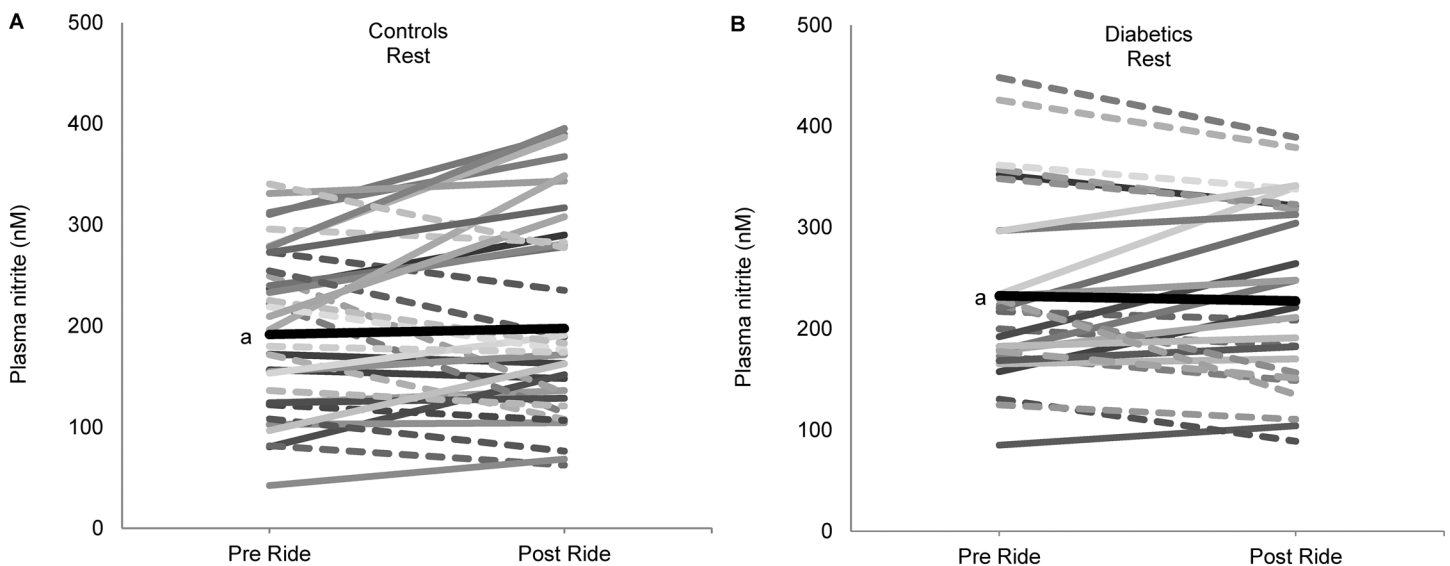 A
Controls
Rest
500
400
300
200
100
0
Plasma nitrite (nM)
a
Pre Ride
Post Ride
B
Diabetics
Rest
500
400
300
200
100
0
Plasma nitrite (nM)
a
Pre Ride
Post Ride